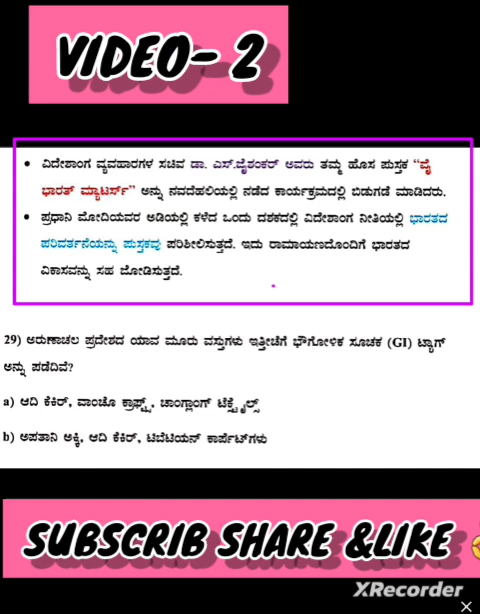 VIDEO- 2
• ವಿದೇಶಾಂಗ ವ್ಯವಹಾರಗಳ ಸಚಿವ ಡಾ. ಎಸ್.ಜೈಶಂಕರ್ ಅವರು ತಮ್ಮ ಹೊಸ ಪುಸ್ತಕ “ವೈ
ಭಾರತ್ ಮ್ಯಾಟರ್ಸ್” ಅನ್ನು ನವದೆಹಲಿಯಲ್ಲಿ ನಡೆದ ಕಾರ್ಯಕ್ರಮದಲ್ಲಿ ಬಿಡುಗಡೆ ಮಾಡಿದರು.
• ಪ್ರಧಾನಿ ಮೋದಿಯವರ ಅಡಿಯಲ್ಲಿ ಕಳೆದ ಒಂದು ದಶಕದಲ್ಲಿ ವಿದೇಶಾಂಗ ನೀತಿಯಲ್ಲಿ ಭಾರತದ
ಪರಿವರ್ತನೆಯನ್ನು ಪುಸ್ತಕವು ಪರಿಶೀಲಿಸುತ್ತದೆ. ಇದು ರಾಮಾಯಣದೊಂದಿಗೆ ಭಾರತದ
ವಿಕಾಸವನ್ನು ಸಹ ಜೋಡಿಸುತ್ತದೆ.
29) ಅರುಣಾಚಲ ಪ್ರದೇಶದ ಯಾವ ಮೂರು ವಸ್ತುಗಳು ಇತ್ತೀಚೆಗೆ ಭೌಗೋಳಿಕ ಸೂಚಕ (GI) ಟ್ಯಾಗ್
ಅನ್ನು ಪಡೆದಿವೆ?
a) ಆದಿ ಕೆಕಿರ್, ವಾಂಚೊ ಕ್ರಾಫ್ಟ್, ಚಾಂಗ್ಲಾಂಗ್ ಟೆಕ್ಸ್ಟೈಲ್ಸ್
b) ಅಪತಾನಿ ಅಕ್ಕಿ, ಆದಿ ಕೆಕಿರ್, ಟಿಬೆಟಿಯನ್ ಕಾರ್ಪೆಟ್‌ಗಳು
SUBSCRIB SHARE &LIKE
XRecorder